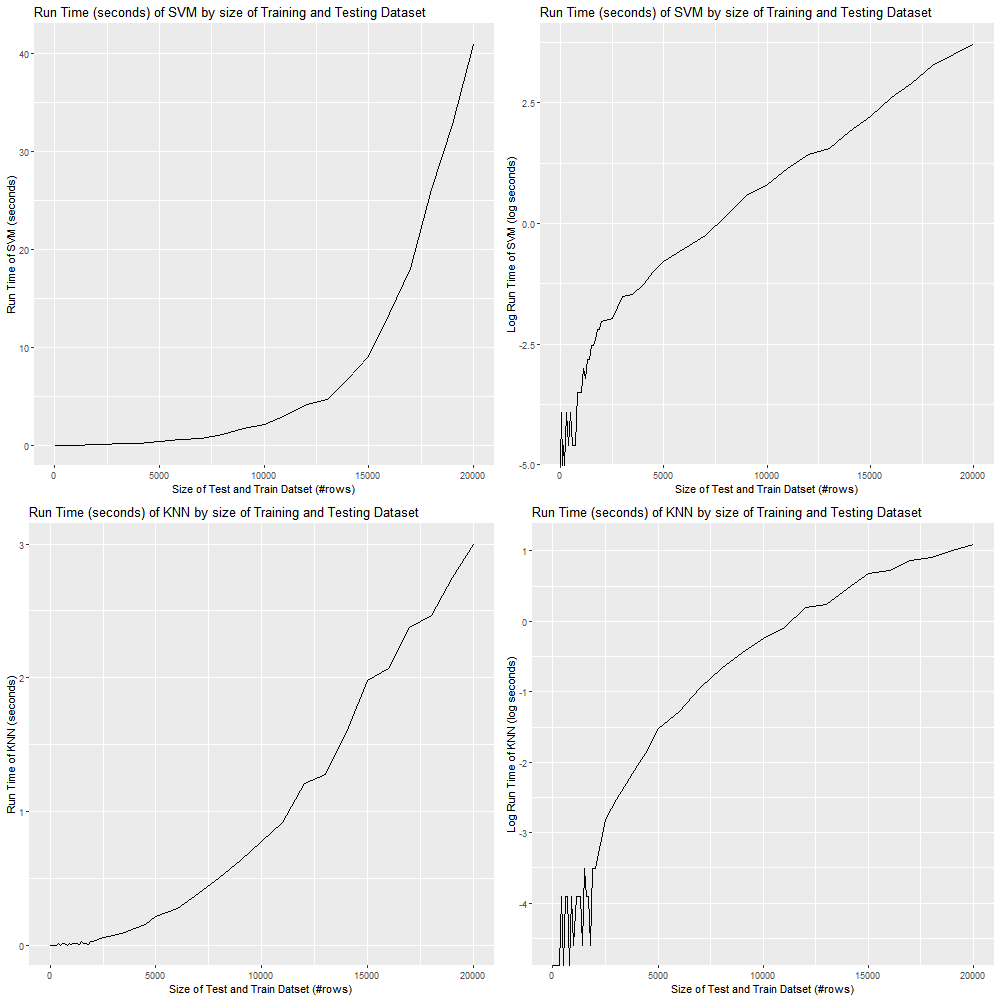 Run Time (seconds) of SVM by size of Training and Testing Dataset
Run Time of SVM (seconds)
40
30
20
10
0
0 5000 10000 15000 20000
Size of Test and Train Datset (#rows)
Run Time (seconds) of SVM by size of Training and Testing Dataset
Log Run Time of SVM (log seconds)
2.5
0.0
-2.5
-5.0
0 5000 10000 15000 20000
Size of Test and Train Datset (#rows)
Run Time (seconds) of KNN by size of Training and Testing Dataset
Run Time of KNN (seconds)
3
2
1
0
0 5000 10000 15000 20000
Size of Test and Train Datset (#rows)
Run Time (seconds) of KNN by size of Training and Testing Dataset
Log Run Time of KNN (log seconds)
1
0
-1
-2
-3
-4
0 5000 10000 15000 20000
Size of Test and Train Datset (#rows)